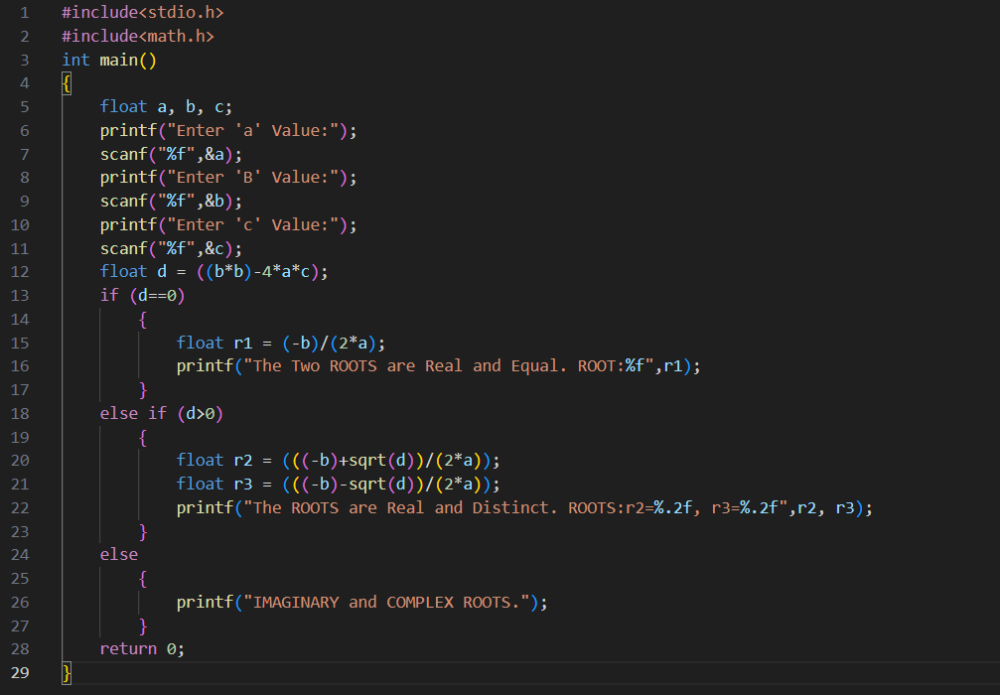 1 #include<stdio.h>
2 #include<math.h>
3 int main()
4 {
5     float a, b, c;
6     printf("Enter 'a' Value:");
7     scanf("%f",&a);
8     printf("Enter 'B' Value:");
9     scanf("%f",&b);
10     printf("Enter 'c' Value:");
11     scanf("%f",&c);
12     float d = ((b*b)-4*a*c);
13     if (d==0)
14         {
15             float r1 = (-b)/(2*a);
16             printf("The Two ROOTS are Real and Equal. ROOT:%f",r1);
17         }
18     else if (d>0)
19         {
20             float r2 = (((-b)+sqrt(d))/(2*a));
21             float r3 = (((-b)-sqrt(d))/(2*a));
22             printf("The ROOTS are Real and Distinct. ROOTS:r2=%.2f, r3=%.2f",r2, r3);
23         }
24     else
25         {
26             printf("IMAGINARY and COMPLEX ROOTS.");
27         }
28     return 0;
29 }